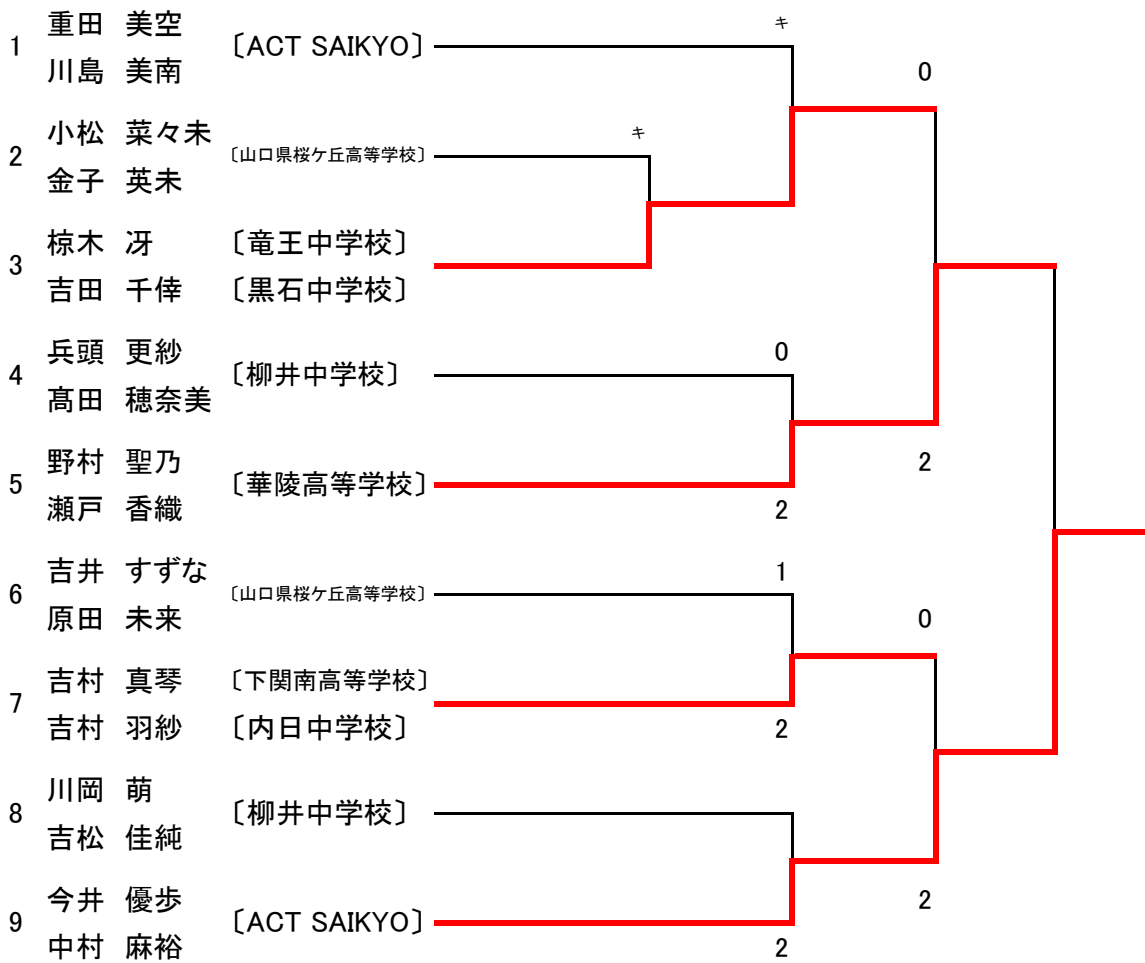 重田 美空
1 〔ACT SAIKYO〕 キ
川島 美南
0
小松 菜々未
2 〔山口県桜ケ丘高等学校〕 キ
金子 英未
椋木 冴 〔竜王中学校〕
3
吉田 千倖 〔黒石中学校〕
兵頭 更紗
4 〔柳井中学校〕 0
髙田 穂奈美
野村 聖乃
2
5 〔華陵高等学校〕
瀬戸 香織
2
吉井 すずな
1
6 〔山口県桜ケ丘高等学校〕
原田 未来
0
吉村 真琴 〔下関南高等学校〕
7
吉村 羽紗 〔内日中学校〕
2
川岡 萌
8 〔柳井中学校〕
吉松 佳純
今井 優歩
2
9 〔ACT SAIKYO〕
中村 麻裕
2